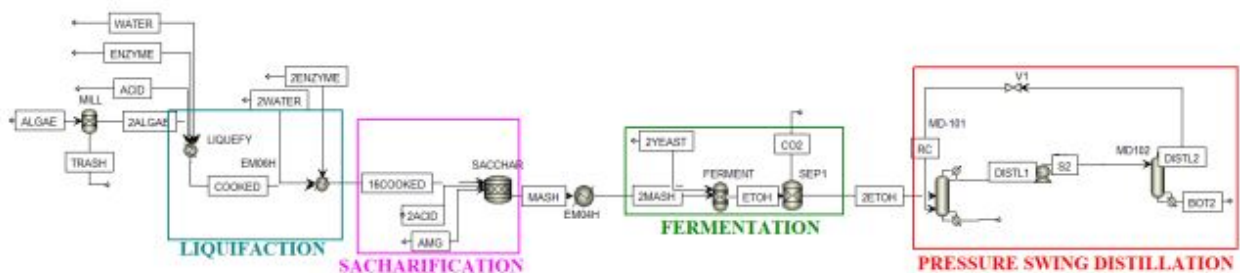 WATER
ENZYME
ACID
MILL
ALGAE
2ALGAE
TRASH
LIQUEFY
COOKED
EM06H
2WATER
2ENZYME
LIQUIFACTION
16COOKED
SACCHAR
2ACID
AMG
SACHARIFICATION
MASH
EM04H
2YEAST
2MASH
FERMENT
ETOH
CO2
SEP1
FERMENTATION
2ETOH
V1
MD-101
RC
DISTL1
S2
MD102
DISTL2
BOT2
PRESSURE SWING DISTILLATION